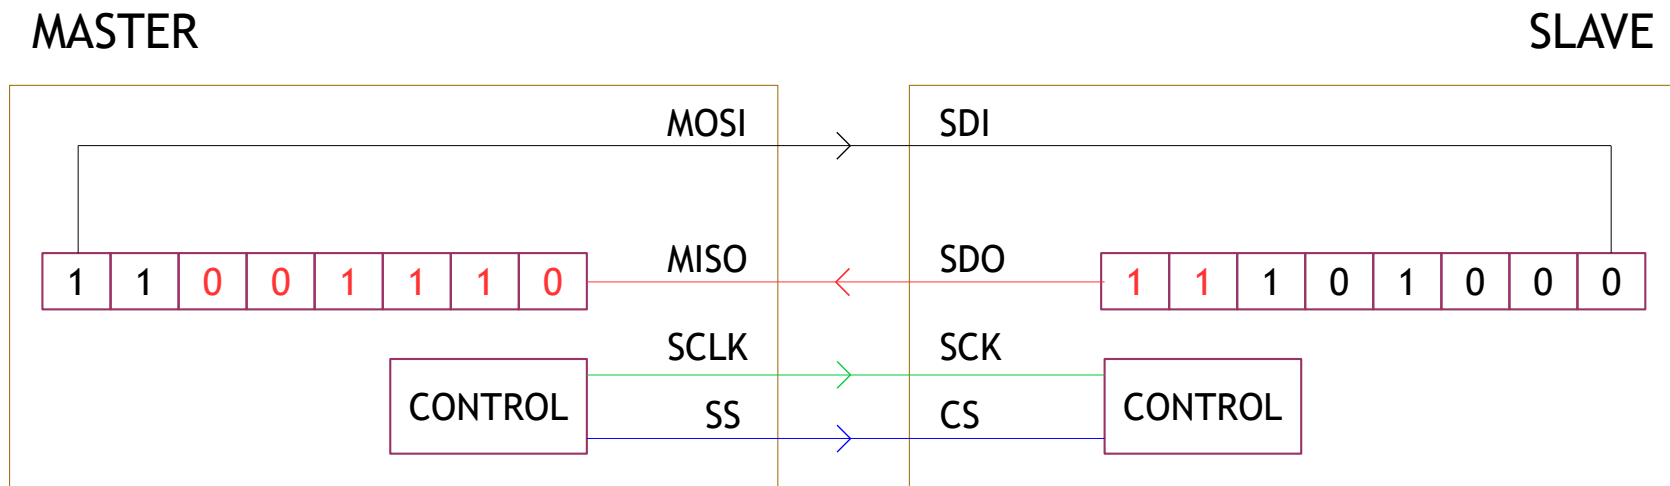 MASTER SLAVE
MOSI SDI
MISO SDO
1 1 0 0 1 1 1 0 1 1 1 0 1 0 0 0
SCLK SCK
CONTROL CONTROL
SS CS